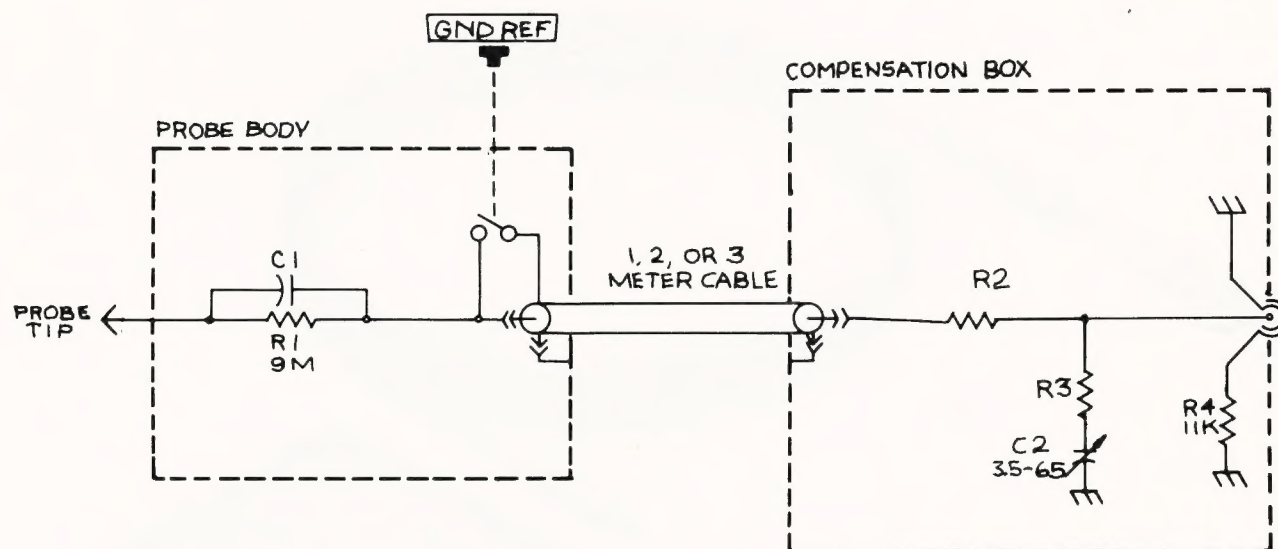 GND REF
COMPENSATION BOX
PROBE BODY
1, 2, OR 3
METER CABLE
C1
R1
9M
PROBE
TIP
R2
R3
C2
3.5-65
R4
11K